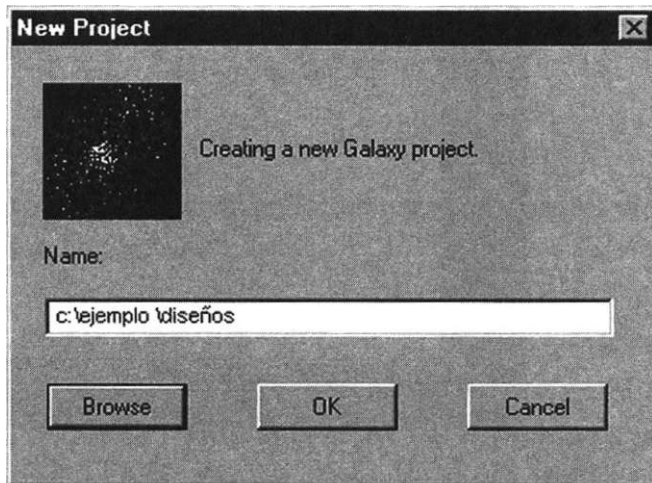 New Project
Creating a new Galaxy project.
Name:
c:\ejemplo \diseños
Browse
OK
Cancel